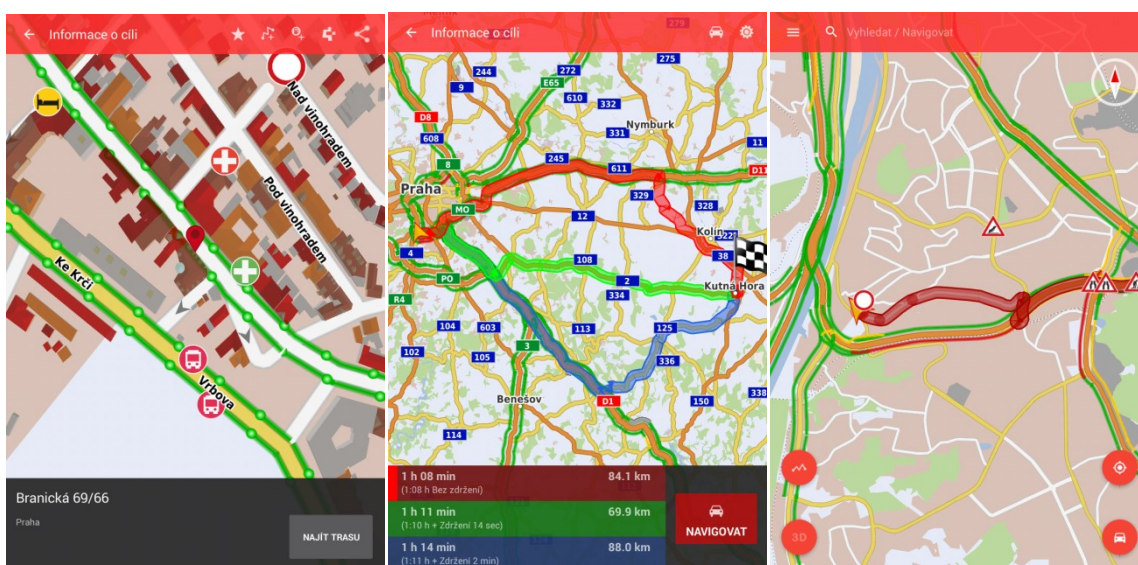 Informace o cíli
Nad vinohradem
Pod vinohradem
Ke Krči
Vrbova
Branická 69/66
Praha
NAJÍT TRASU
Informace o cíli
279
244
272
275
9
E65
610
332
D8
331
Nymburk
608
11
8
245
611
D11
Praha
329
328
MO
12
Kolín
322
4
38
108
2
Kutná Hora
PO
334
R4
104
603
113
125
3
102
105
336
338
Benešov
D1
150
114
1 h 08 min
84.1 km
(1:08 h Bez zdržení)
1 h 11 min
69.9 km
(1:10 h + Zdržení 14 sec)
1 h 14 min
88.0 km
(1:11 h + Zdržení 2 min)
NAVIGOVAT
Vyhledat / Navigovat
3D